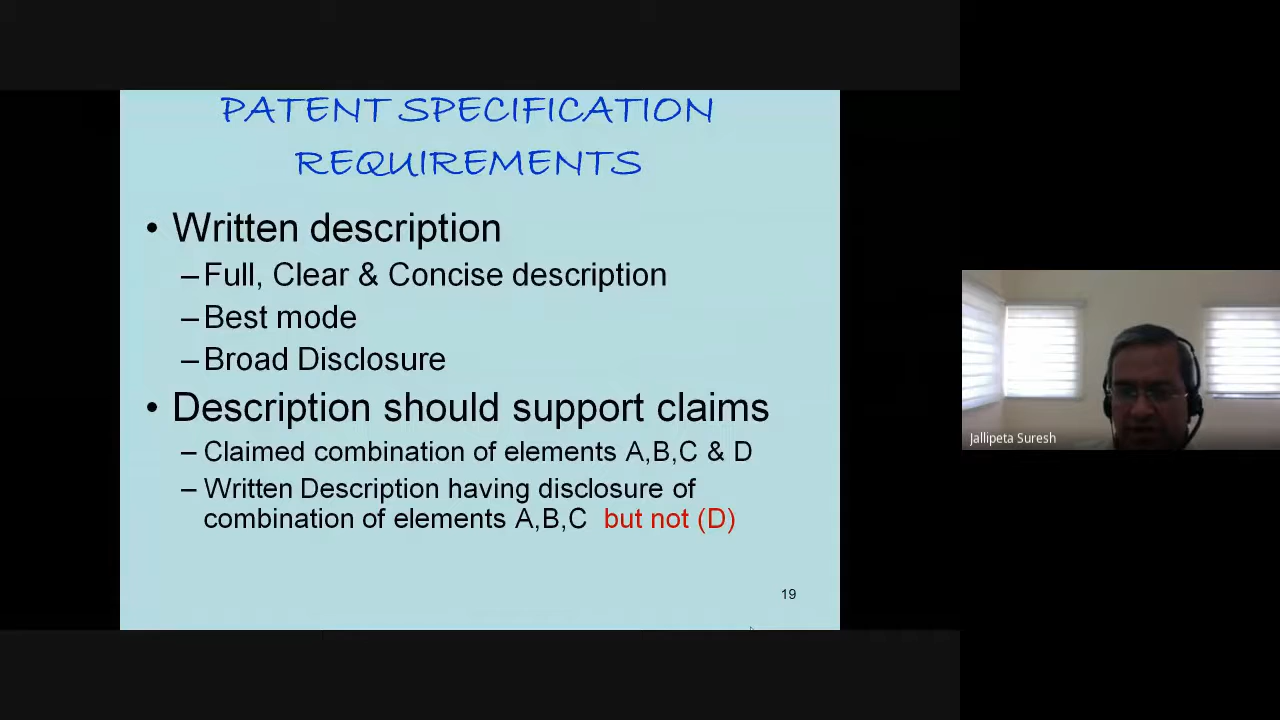 PATENT SPECIFICATION
REQUIREMENTS
• Written description
– Full, Clear & Concise description
– Best mode
– Broad Disclosure
• Description should support claims
– Claimed combination of elements A,B,C & D
– Written Description having disclosure of
combination of elements A,B,C but not (D)
19
Jallipeta Suresh